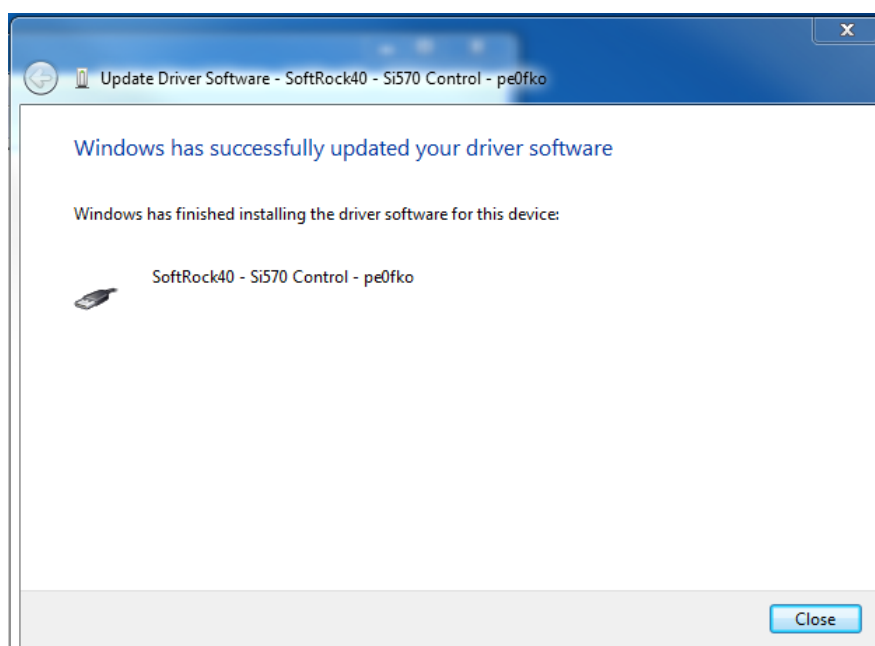 Update Driver Software - SoftRock40 - Si570 Control - pe0fko
Windows has successfully updated your driver software
Windows has finished installing the driver software for this device:
SoftRock40 - Si570 Control - pe0fko
Close